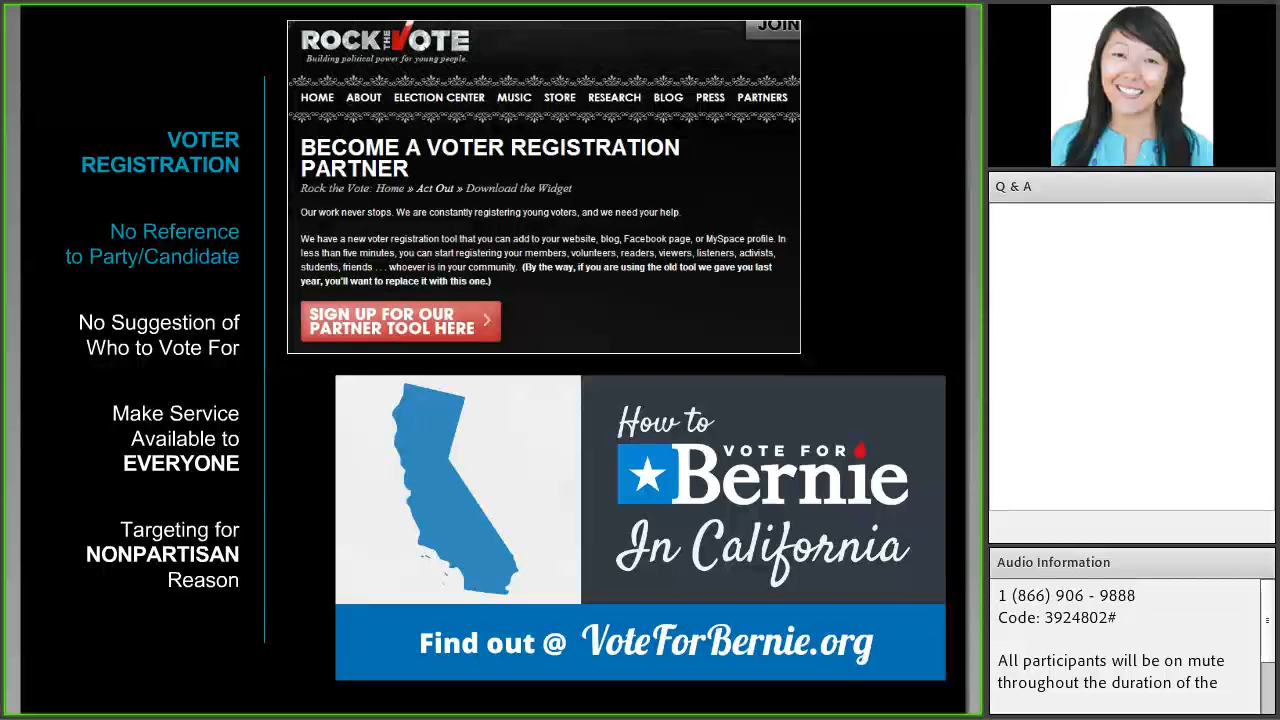 VOTER
REGISTRATION
No Reference
to Party/Candidate
No Suggestion of
Who to Vote For
Make Service
Available to
EVERYONE
Targeting for
NONPARTISAN
Reason
JOIN
ROCK THE VOTE
Building political power for young people.
HOME ABOUT ELECTION CENTER MUSIC STORE RESEARCH BLOG PRESS PARTNERS
BECOME A VOTER REGISTRATION
PARTNER
Rock the Vote: Home » Act Out » Download the Widget
Our work never stops. We are constantly registering young voters, and we need your help.
We have a new voter registration tool that you can add to your website, blog, Facebook page, or MySpace profile. In
less than five minutes, you can start registering your members, volunteers, readers, viewers, listeners, activists,
students, friends . . . whoever is in your community. (By the way, if you are using the old tool we gave you last
year, you'll want to replace it with this one.)
SIGN UP FOR OUR
PARTNER TOOL HERE
How to
VOTE FOR
Bernie
In California
Find out @ VoteForBernie.org
Q & A
Audio Information
1 (866) 906 - 9888
Code: 3924802#
All participants will be on mute
throughout the duration of the